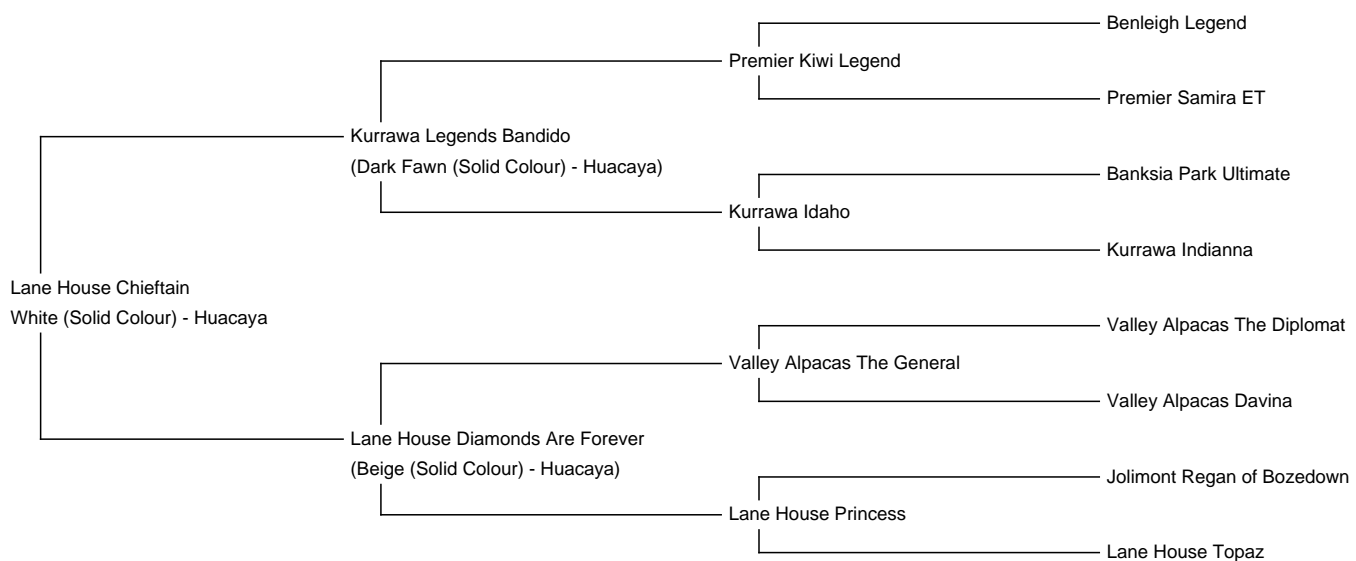 Benleigh Legend
Premier Kiwi Legend
Premier Samira ET
Kurrawa Legends Bandido
(Dark Fawn (Solid Colour) - Huacaya)
Banksia Park Ultimate
Kurrawa Idaho
Kurrawa Indianna
Lane House Chieftain
White (Solid Colour) - Huacaya
Valley Alpacas The Diplomat
Valley Alpacas The General
Valley Alpacas Davina
Lane House Diamonds Are Forever
(Beige (Solid Colour) - Huacaya)
Jolimont Regan of Bozedown
Lane House Princess
Lane House Topaz